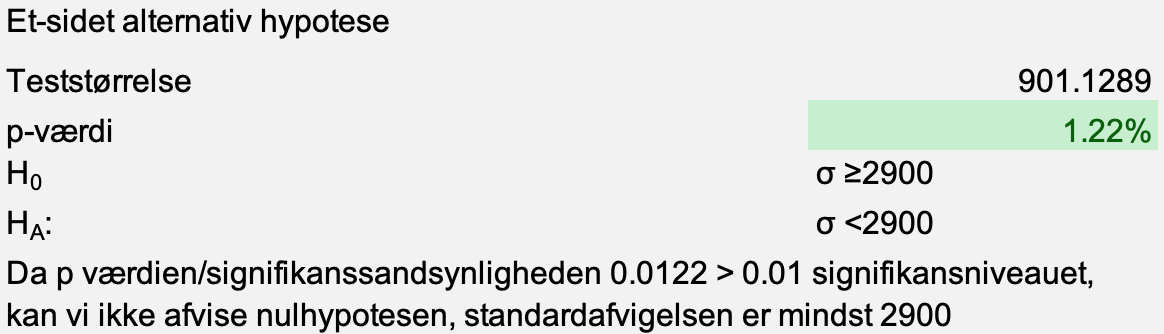 Et-sidet alternativ hypotese
Teststørrelse 901.1289
p-værdi 1.22%
H₀ σ ≥2900
H_A: σ <2900
Da p værdien/signifikanssandsynligheden 0.0122 > 0.01 signifikansniveauet,
kan vi ikke afvise nulhypotesen, standardafvigelsen er mindst 2900